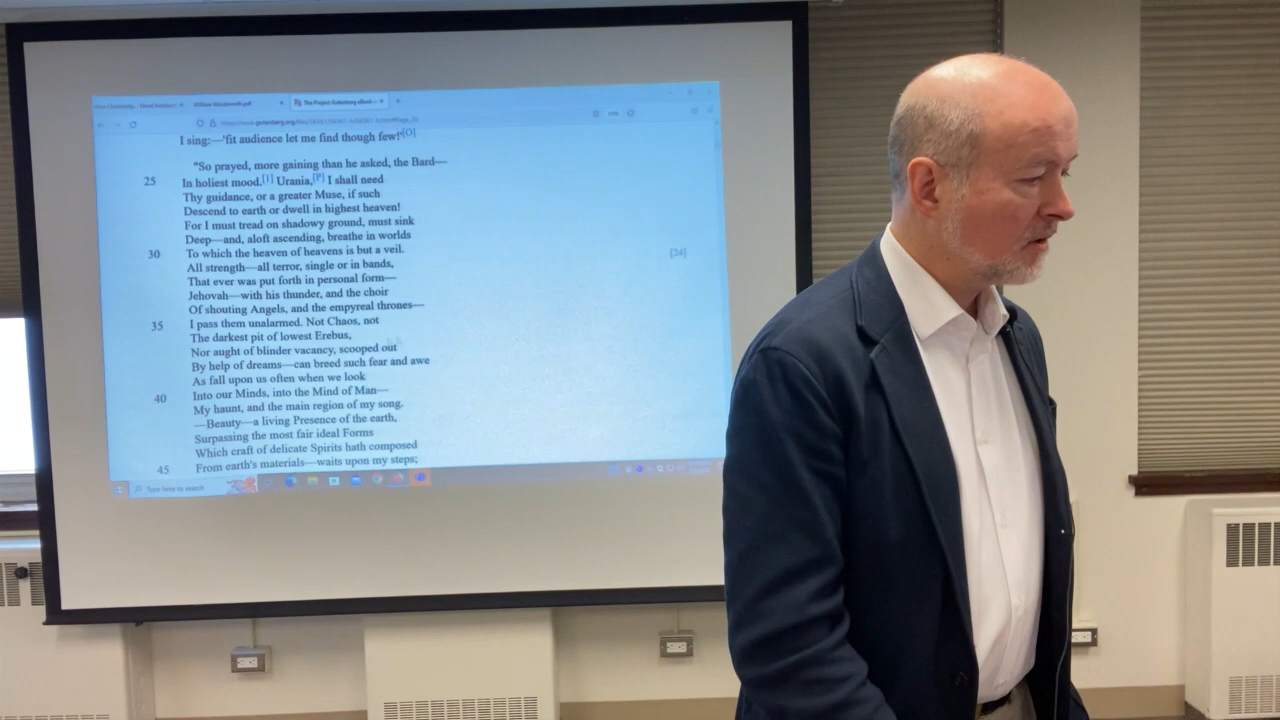 William Wordsworth.pdf
The Project Gutenberg eBook
I sing:—'fit audience let me find though few!'[O]
"So prayed, more gaining than he asked, the Bard—
25 In holiest mood.[1] Urania,[P] I shall need
Thy guidance, or a greater Muse, if such
Descend to earth or dwell in highest heaven!
For I must tread on shadowy ground, must sink
Deep—and, aloft ascending, breathe in worlds
30 To which the heaven of heavens is but a veil. [24]
All strength—all terror, single or in bands,
That ever was put forth in personal form—
Jehovah—with his thunder, and the choir
Of shouting Angels, and the empyreal thrones—
35 I pass them unalarmed. Not Chaos, not
The darkest pit of lowest Erebus,
Nor aught of blinder vacancy, scooped out
By help of dreams—can breed such fear and awe
As fall upon us often when we look
40 Into our Minds, into the Mind of Man—
My haunt, and the main region of my song.
—Beauty—a living Presence of the earth,
Surpassing the most fair ideal Forms
Which craft of delicate Spirits hath composed
45 From earth's materials—waits upon my steps;
Type here to search